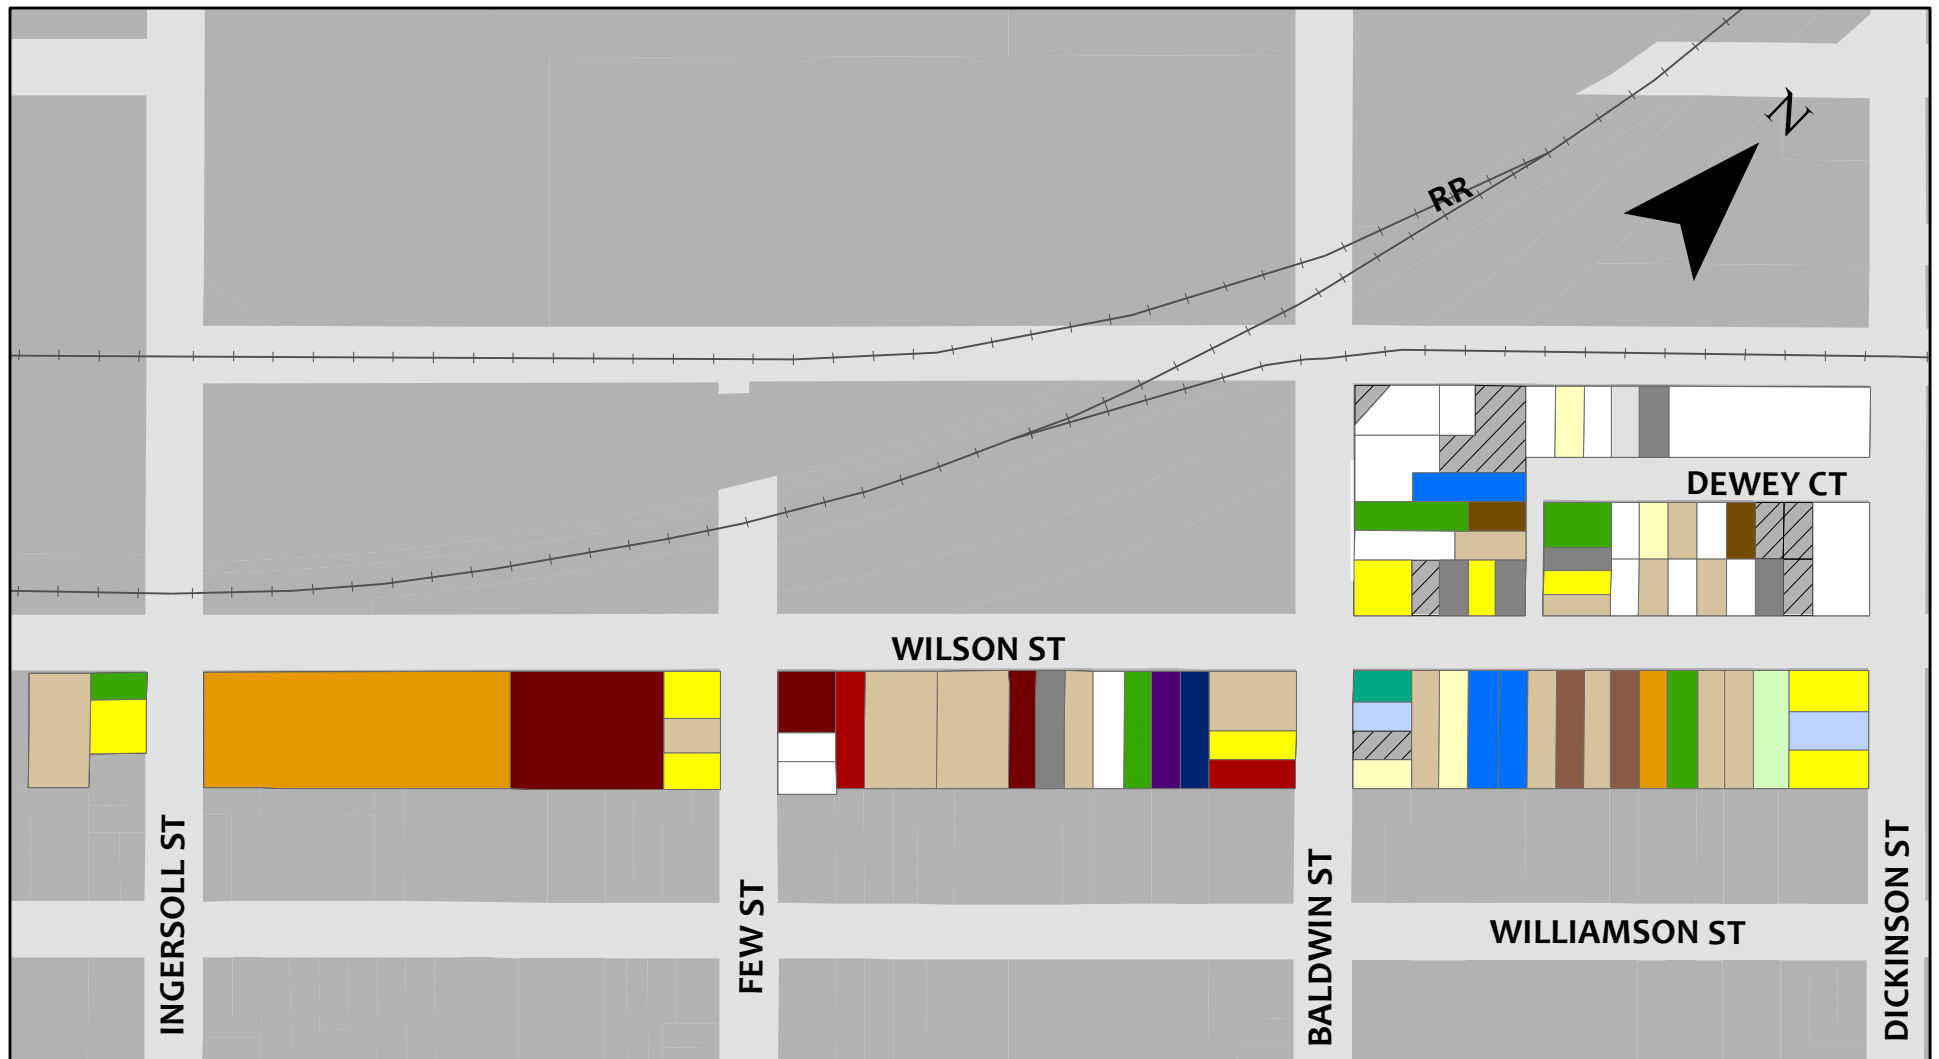 N
RR
DEWEY CT
WILSON ST
INGERSOLL ST
FEW ST
BALDWIN ST
WILLIAMSON ST
DICKINSON ST